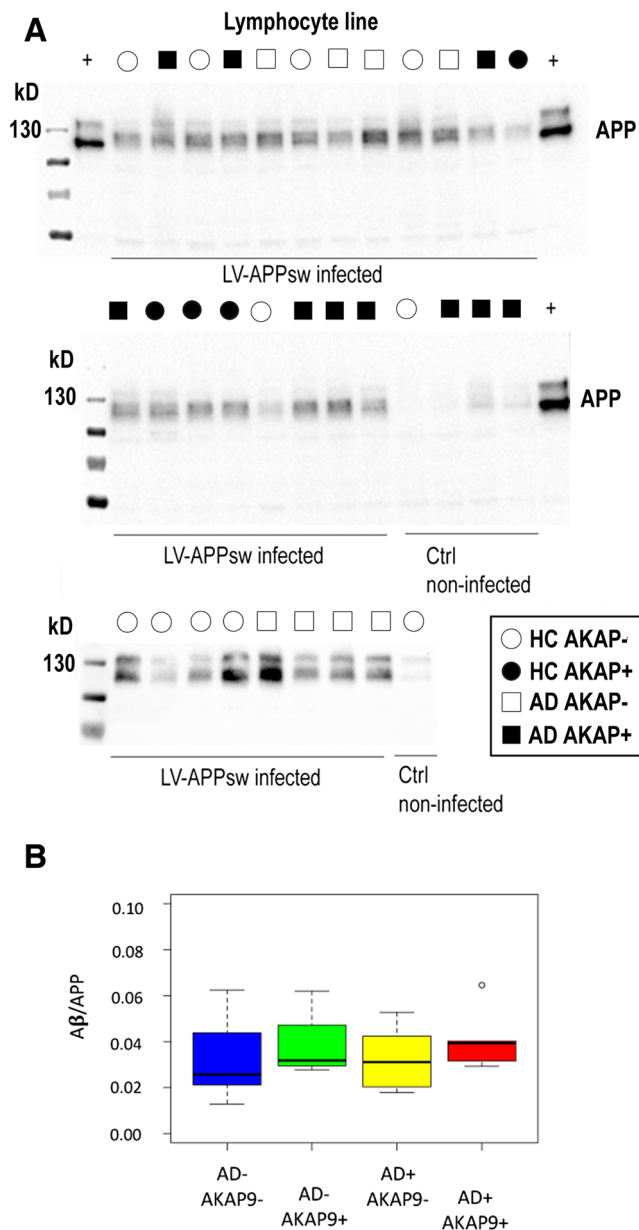 A
Lymphocyte line
+ +
kD
130
APP
LV-APPsw infected
+
kD
130
APP
LV-APPsw infected
Ctrl
non-infected
kD
130
LV-APPsw infected
Ctrl
non-infected
HC AKAP-
HC AKAP+
AD AKAP-
AD AKAP+
B
Aβ/APP
0.10
0.08
0.06
0.04
0.02
0.00
AD-
AKAP9-
AD-
AKAP9+
AD+
AKAP9-
AD+
AKAP9+